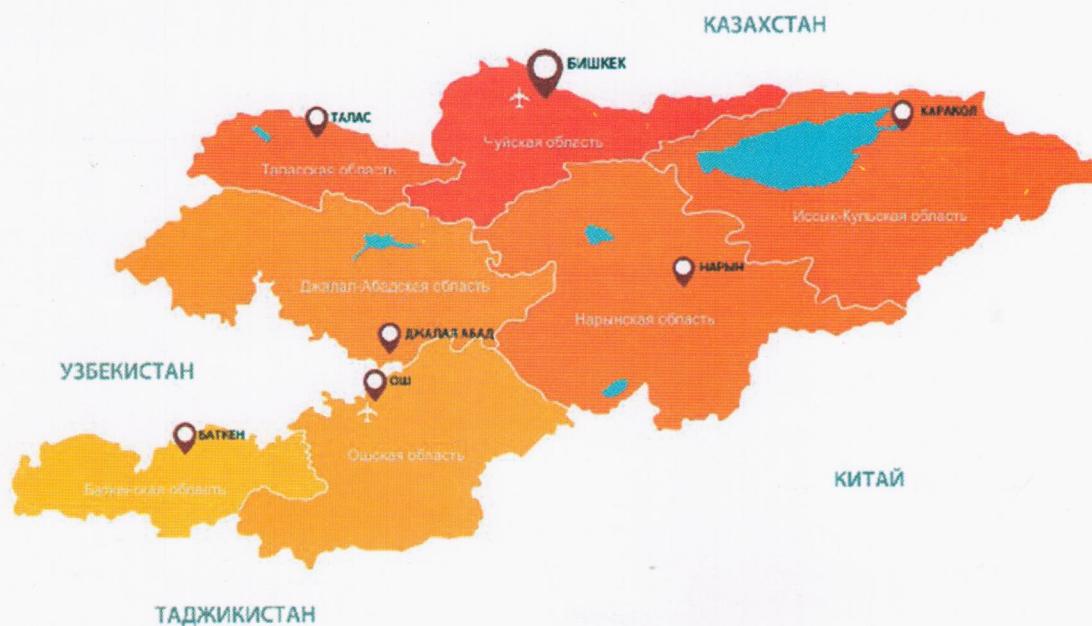 КАЗАХСТАН
БИШКЕК
ТАЛАС
КАРАКОЛ
Чуйская область
Таласская область
Иссык-Кульская область
НАРЫН
Джалал-Абадская область
Нарынская область
ДЖАЛАЛ АБАД
УЗБЕКИСТАН
ОШ
БАТКЕН
Ошская область
КИТАЙ
Баткенская область
ТАДЖИКИСТАН